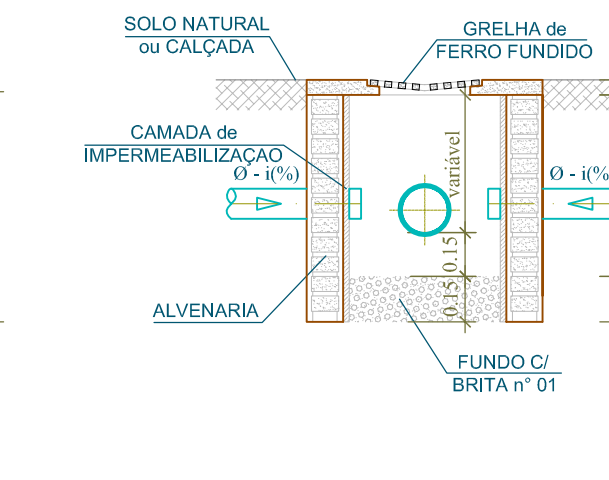 SOLO NATURAL
ou CALÇADA
GRELHA de
FERRO FUNDIDO
CAMADA de
IMPERMEABILIZAÇAO
Ø - i(%)
Ø - i(%
variável
0.15
0.15
ALVENARIA
FUNDO C/
BRITA n° 01